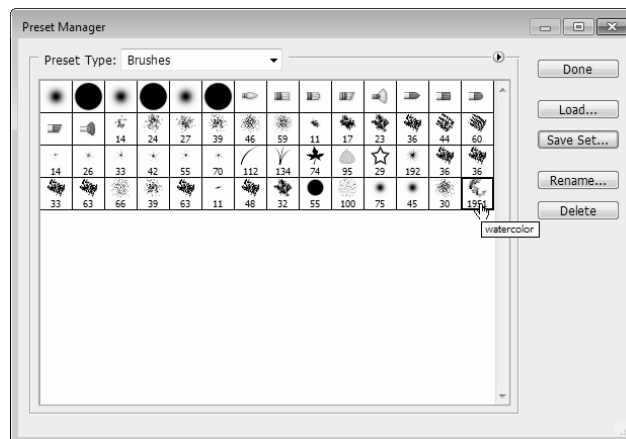 Preset Manager
Preset Type: Brushes
Done
Load...
Save Set...
Rename...
Delete
14 24 27 39 46 59 11 17 23 36 44 60
14 26 33 42 55 70 112 134 74 95 29 192 36 36
33 63 66 39 63 11 48 32 55 100 75 45 30 1951
watercolor